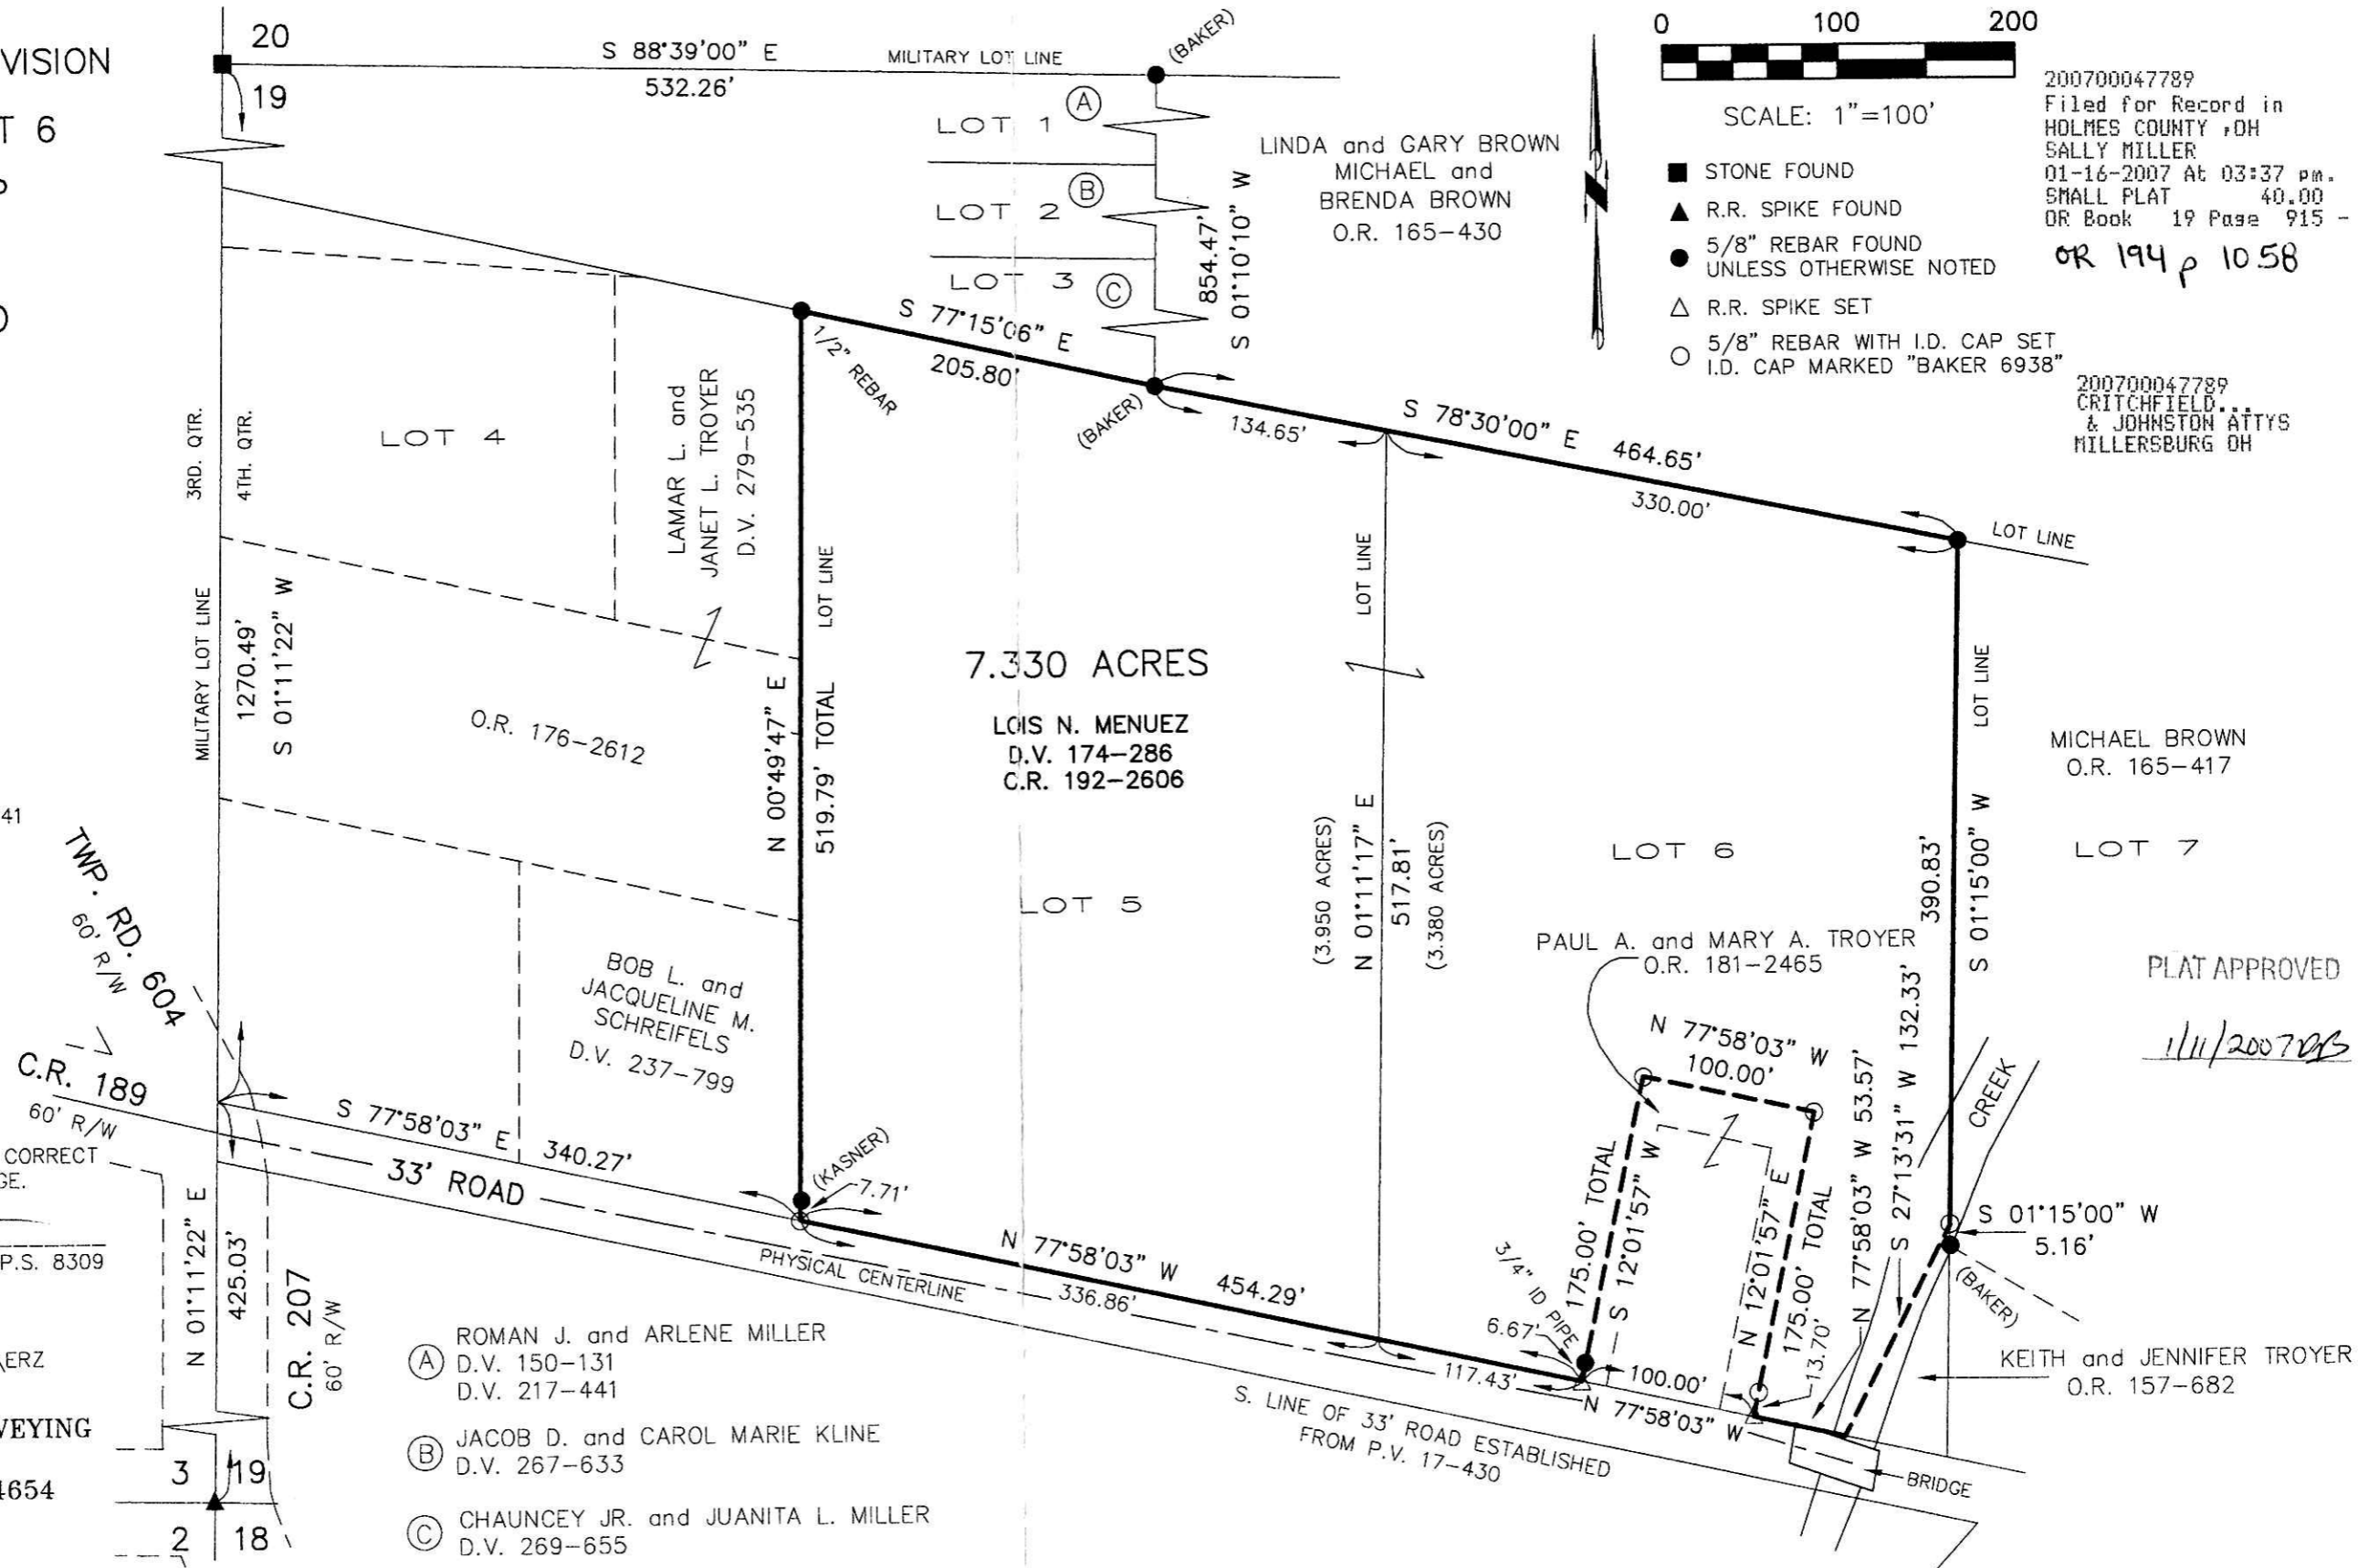 VISION
T 6
20
19
S 88°39'00" E
532.26'
MILITARY LOT LINE
(BAKER)
LOT 1 (A)
LOT 2 (B)
LOT 3 (C)
854.47'
S 01°10'10" W
LINDA and GARY BROWN
MICHAEL and
BRENDA BROWN
O.R. 165-430
0 100 200
SCALE: 1"=100'
STONE FOUND
R.R. SPIKE FOUND
5/8" REBAR FOUND
UNLESS OTHERWISE NOTED
R.R. SPIKE SET
5/8" REBAR WITH I.D. CAP SET
I.D. CAP MARKED "BAKER 6938"
200700047789
Filed for Record in
HOLMES COUNTY ,OH
SALLY MILLER
01-16-2007 At 03:37 pm.
SMALL PLAT 40.00
OR Book 19 Page 915 -
OR 194 p 1058
200700047789
CRITCHFIELD...
& JOHNSTON ATTYS
MILLERSBURG OH
S 77°15'06" E
205.80'
1/2" REBAR
(BAKER)
134.65'
S 78°30'00" E 464.65'
330.00'
LOT LINE
3RD. QTR.
4TH. QTR.
LOT 4
LAMAR L. and
JANET L. TROYER
D.V. 279-535
LOT LINE
LOT LINE
LOT LINE
MILITARY LOT LINE
1270.49'
S 01°11'22" W
O.R. 176-2612
N 00°49'47" E
519.79' TOTAL
7.330 ACRES
LOIS N. MENUEZ
D.V. 174-286
C.R. 192-2606
LOT 5
(3.950 ACRES)
N 01°11'17" E
517.81'
(3.380 ACRES)
LOT 6
390.83'
S 01°15'00" W
MICHAEL BROWN
O.R. 165-417
LOT 7
PAUL A. and MARY A. TROYER
O.R. 181-2465
PLAT APPROVED
1/11/2007
41
TWP. RD. 604
60' R/W
BOB L. and
JACQUELINE M.
SCHREIFELS
D.V. 237-799
C.R. 189
60' R/W
S 77°58'03" E 340.27'
33' ROAD
(KASNER)
7.71'
PHYSICAL CENTERLINE
N 77°58'03" W 454.29'
336.86'
117.43'
3/4" ID PIPE
6.67'
175.00' TOTAL
S 12°01'57" W
N 77°58'03" W
100.00'
N 12°01'57" E
175.00' TOTAL
13.70'
N 77°58'03" W 53.57'
S 27°13'31" W 132.33'
CREEK
S 01°15'00" W
5.16'
(BAKER)
100.00'
N 77°58'03" W
KEITH and JENNIFER TROYER
O.R. 157-682
BRIDGE
S. LINE OF 33' ROAD ESTABLISHED
FROM P.V. 17-430
CORRECT
GE.
P.S. 8309
ERZ
VEYING
4654
N 01°11'22" E
425.03'
C.R. 207
60' R/W
3 19
2 18
(A) ROMAN J. and ARLENE MILLER
D.V. 150-131
D.V. 217-441
(B) JACOB D. and CAROL MARIE KLINE
D.V. 267-633
(C) CHAUNCEY JR. and JUANITA L. MILLER
D.V. 269-655